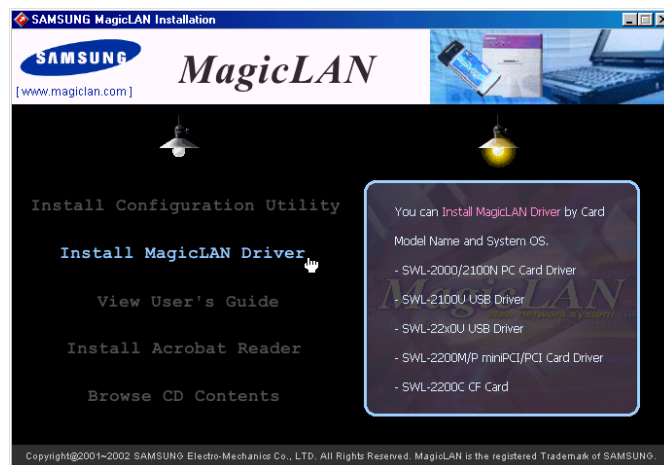 SAMSUNG MagicLAN Installation
SAMSUNG
MagicLAN
[www.magiclan.com]
Install Configuration Utility
Install MagicLAN Driver
View User's Guide
Install Acrobat Reader
Browse CD Contents
You can Install MagicLAN Driver by Card
Model Name and System OS.
- SWL-2000/2100N PC Card Driver
- SWL-2100U USB Driver
- SWL-22x0U USB Driver
- SWL-2200M/P miniPCI/PCI Card Driver
- SWL-2200C CF Card
MagicLAN
New network system
Copyright@2001~2002 SAMSUNG Electro-Mechanics Co., LTD. All Rights Reserved. MagicLAN is the registered Trademark of SAMSUNG.